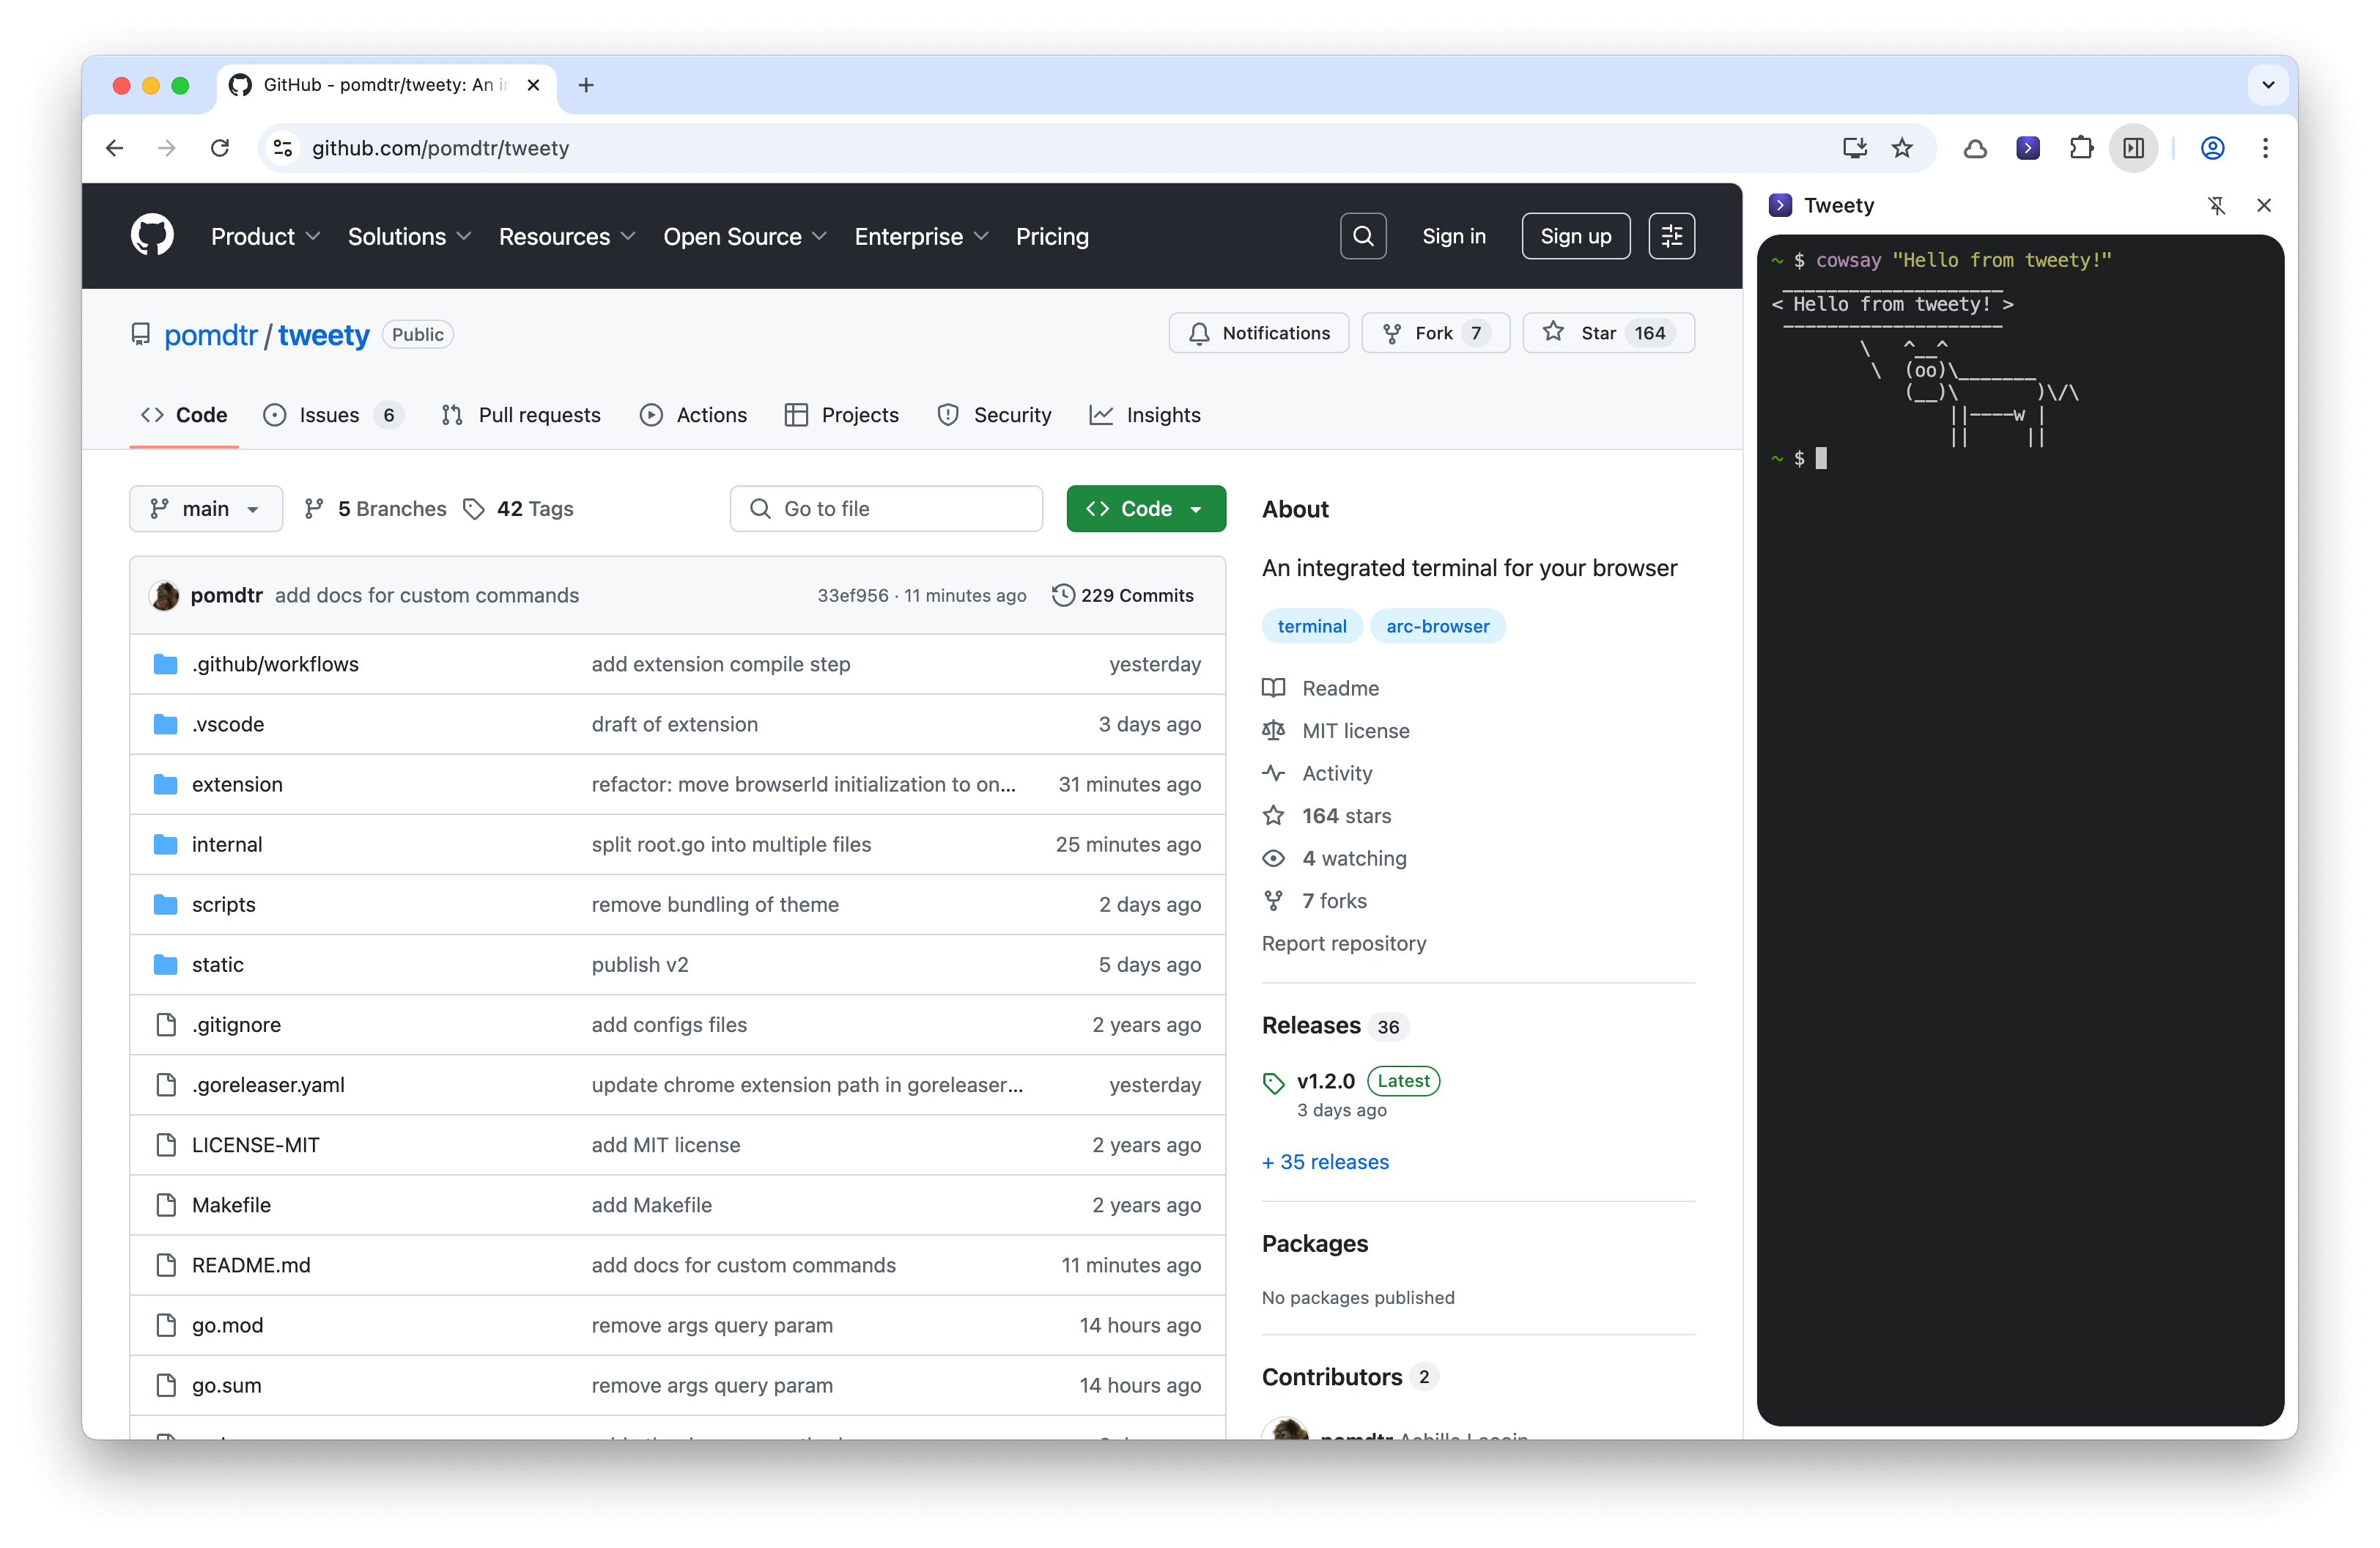 GitHub - pomdtr/tweety: An
github.com/pomdtr/tweety
Product Solutions Resources Open Source Enterprise Pricing Sign in Sign up
pomdtr / tweety Public Notifications Fork 7 Star 164
Code Issues 6 Pull requests Actions Projects Security Insights
main 5 Branches 42 Tags Go to file Code
pomdtr add docs for custom commands 33ef956 · 11 minutes ago 229 Commits
.github/workflows add extension compile step yesterday
.vscode draft of extension 3 days ago
extension refactor: move browserId initialization to on... 31 minutes ago
internal split root.go into multiple files 25 minutes ago
scripts remove bundling of theme 2 days ago
static publish v2 5 days ago
.gitignore add configs files 2 years ago
.goreleaser.yaml update chrome extension path in goreleaser... yesterday
LICENSE-MIT add MIT license 2 years ago
Makefile add Makefile 2 years ago
README.md add docs for custom commands 11 minutes ago
go.mod remove args query param 14 hours ago
go.sum remove args query param 14 hours ago
About
An integrated terminal for your browser
terminal arc-browser
Readme
MIT license
Activity
164 stars
4 watching
7 forks
Report repository
Releases 36
v1.2.0 Latest
3 days ago
+ 35 releases
Packages
No packages published
Contributors 2
pomdtr
Tweety
~ $ cowsay "Hello from tweety!"
 ____________________
< Hello from tweety! >
 --------------------
        \   ^__^
         \  (oo)\_______
            (__)\       )\/\
                ||----w |
                ||     ||
~ $